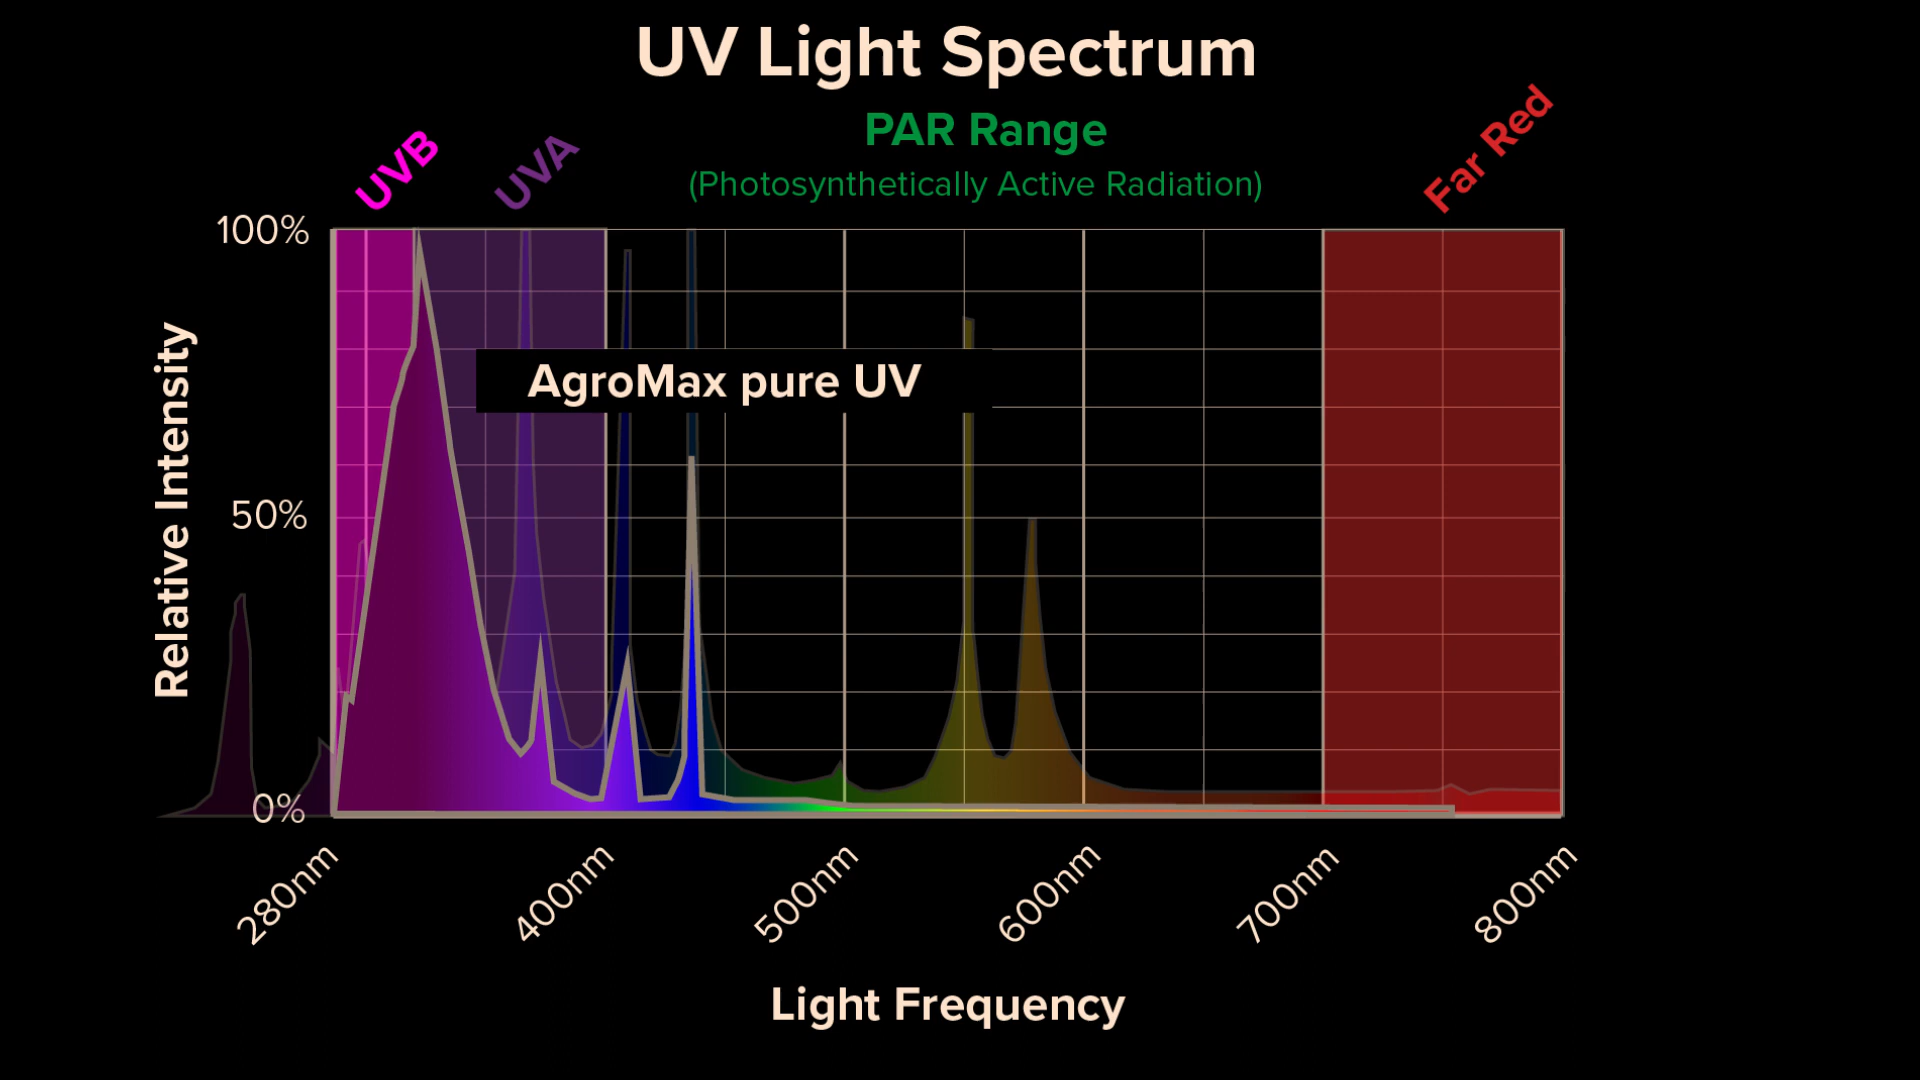 UV Light Spectrum
PAR Range
(Photosynthetically Active Radiation)
UVB
UVA
Far Red
100%
AgroMax pure UV
50%
0%
Relative Intensity
280nm
400nm
500nm
600nm
700nm
800nm
Light Frequency